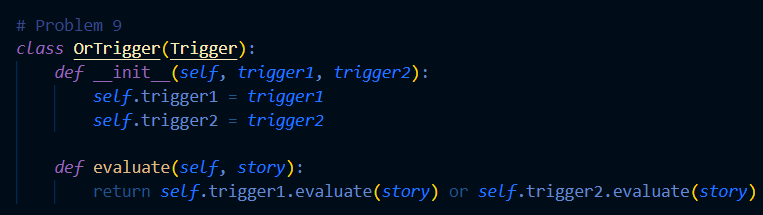 # Problem 9
class OrTrigger(Trigger):
    def __init__(self, trigger1, trigger2):
        self.trigger1 = trigger1
        self.trigger2 = trigger2

    def evaluate(self, story):
        return self.trigger1.evaluate(story) or self.trigger2.evaluate(story)